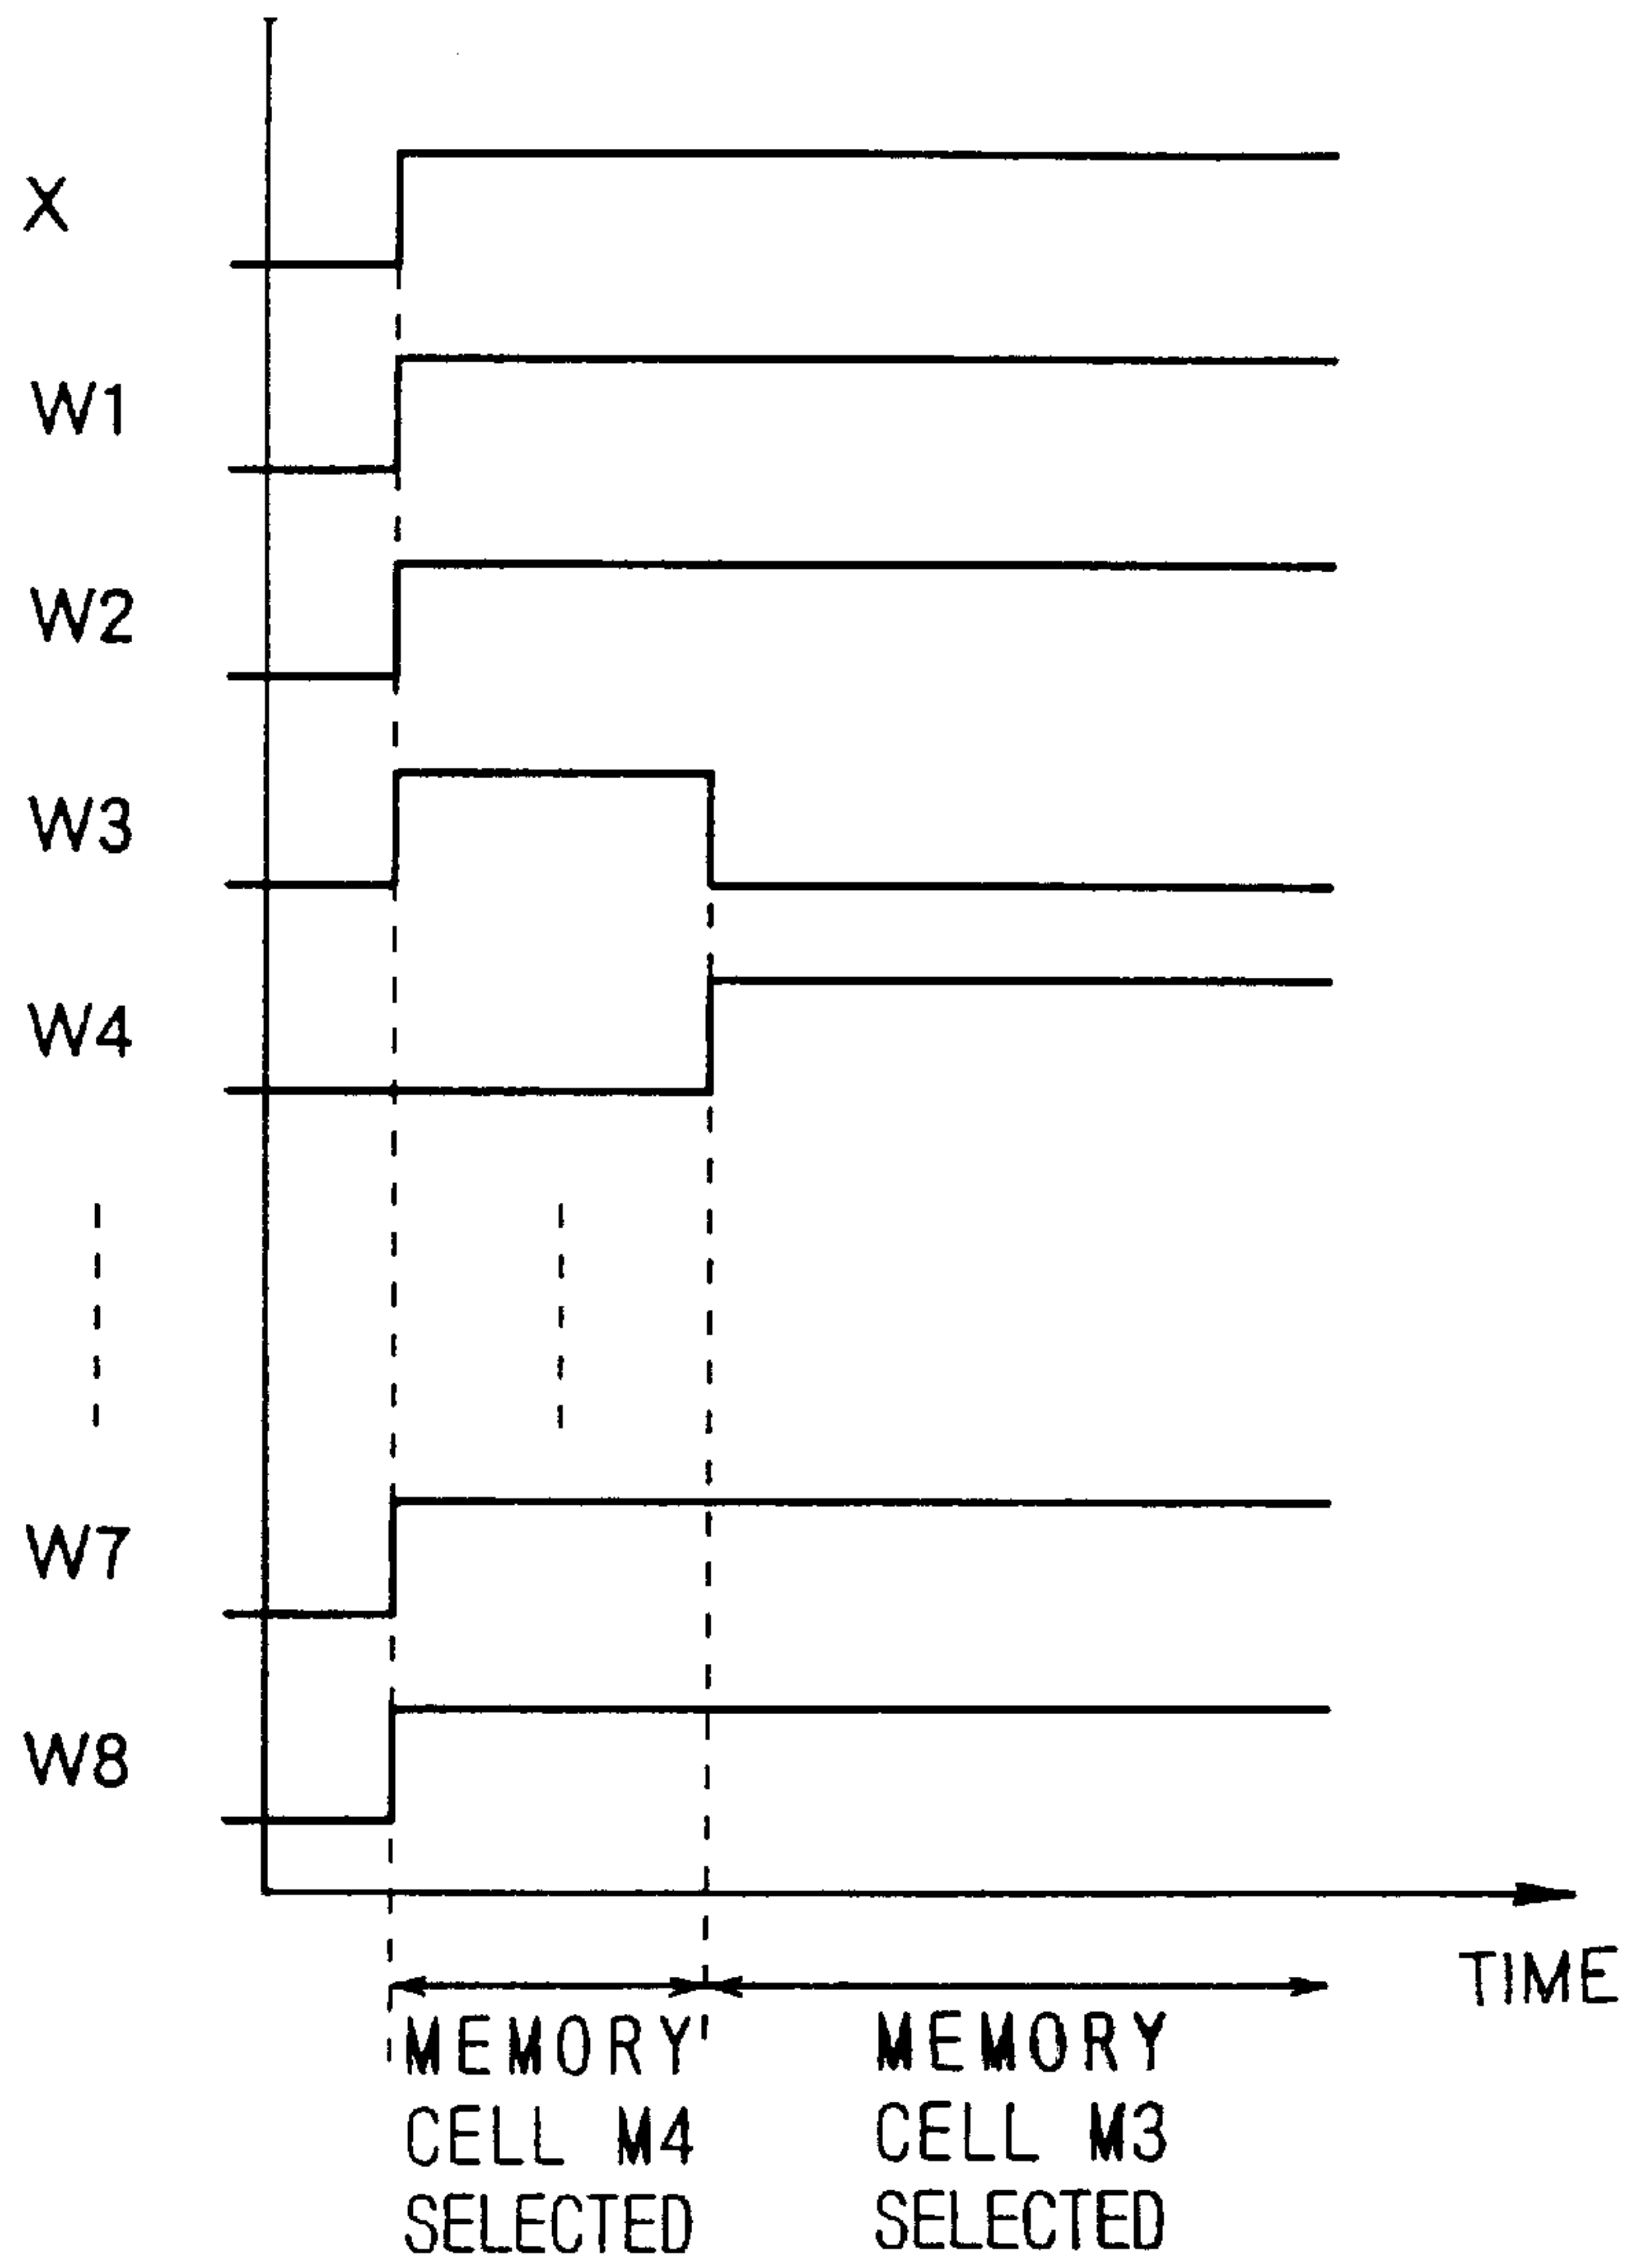 X
W1
W2
W3
W4
W7
W8
TIME
MEMORY
CELL M4
SELECTED
MEMORY
CELL M3
SELECTED